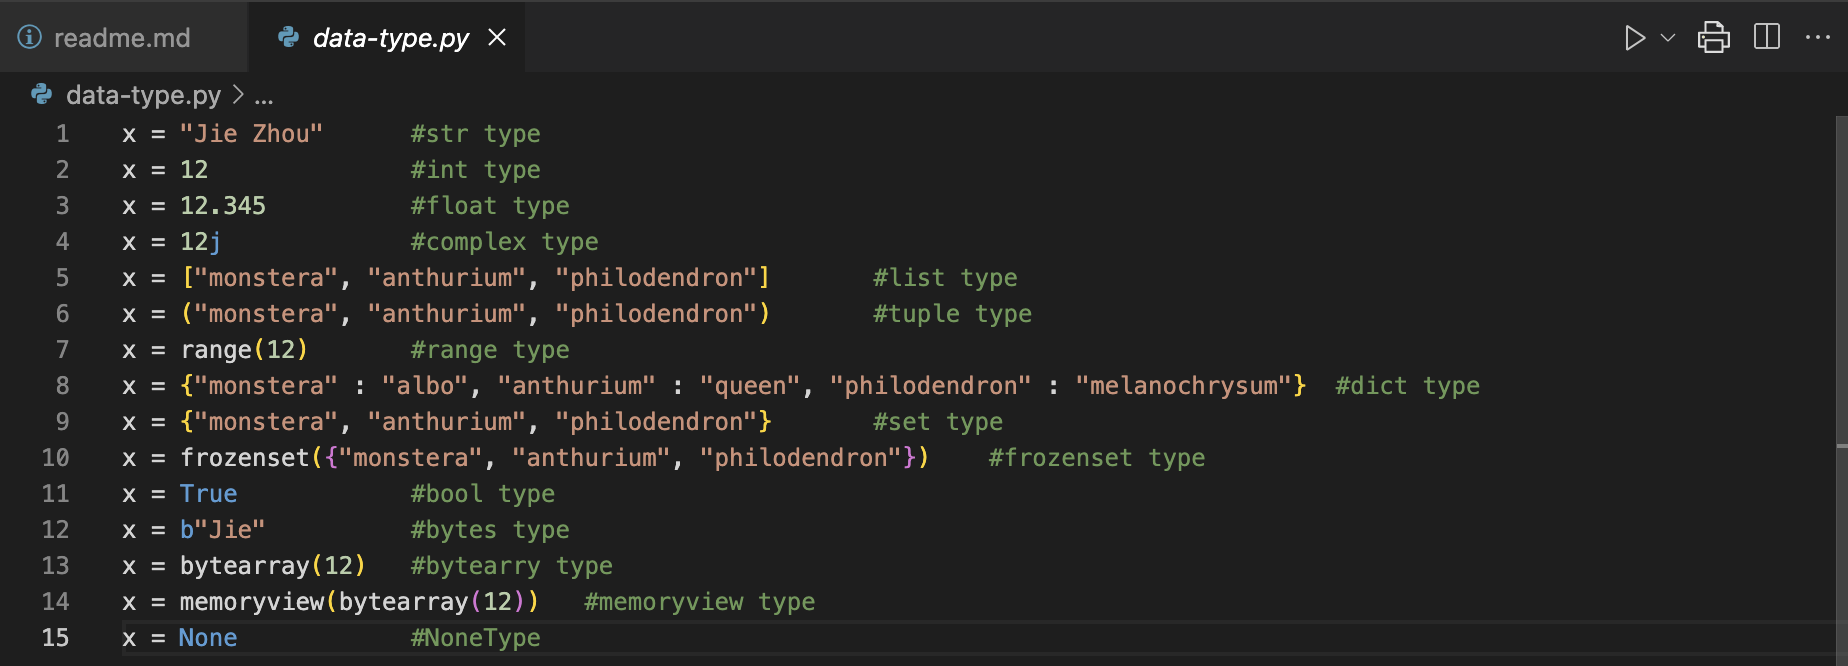 readme.md
data-type.py
data-type.py > ...
1 x = "Jie Zhou" #str type
2 x = 12 #int type
3 x = 12.345 #float type
4 x = 12j #complex type
5 x = ["monstera", "anthurium", "philodendron"] #list type
6 x = ("monstera", "anthurium", "philodendron") #tuple type
7 x = range(12) #range type
8 x = {"monstera" : "albo", "anthurium" : "queen", "philodendron" : "melanochrysum"} #dict type
9 x = {"monstera", "anthurium", "philodendron"} #set type
10 x = frozenset({"monstera", "anthurium", "philodendron"}) #frozenset type
11 x = True #bool type
12 x = b"Jie" #bytes type
13 x = bytearray(12) #bytearry type
14 x = memoryview(bytearray(12)) #memoryview type
15 x = None #NoneType